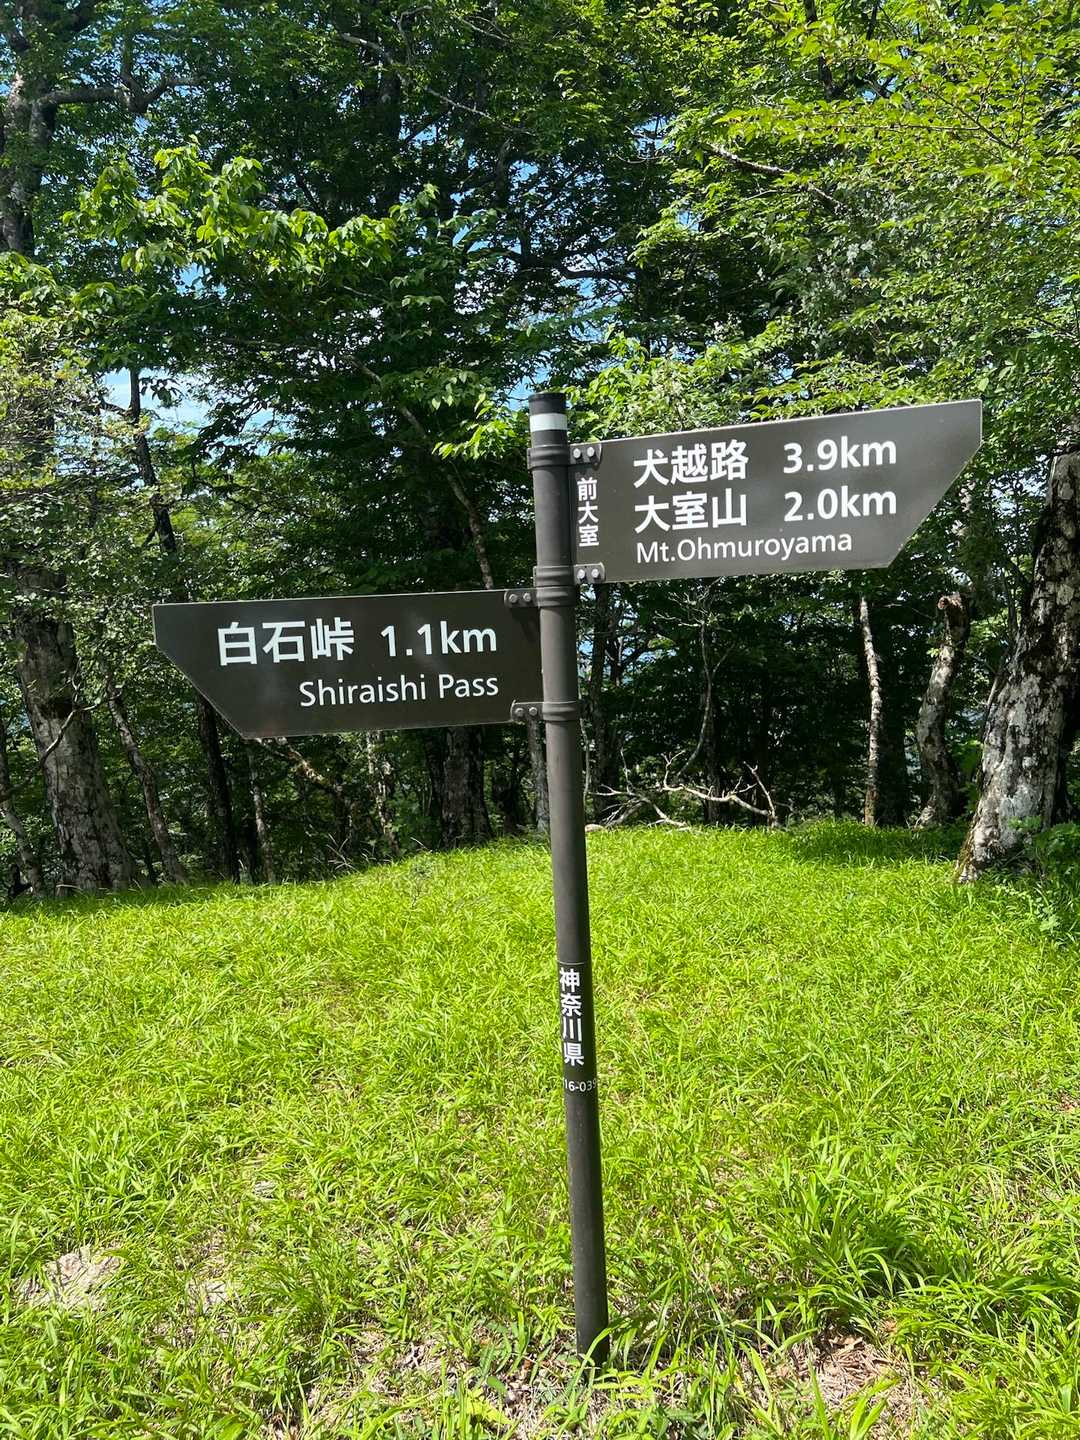 前大室
犬越路 3.9km
大室山 2.0km
Mt.Ohmuroyama
白石峠 1.1km
Shiraishi Pass
神奈川県